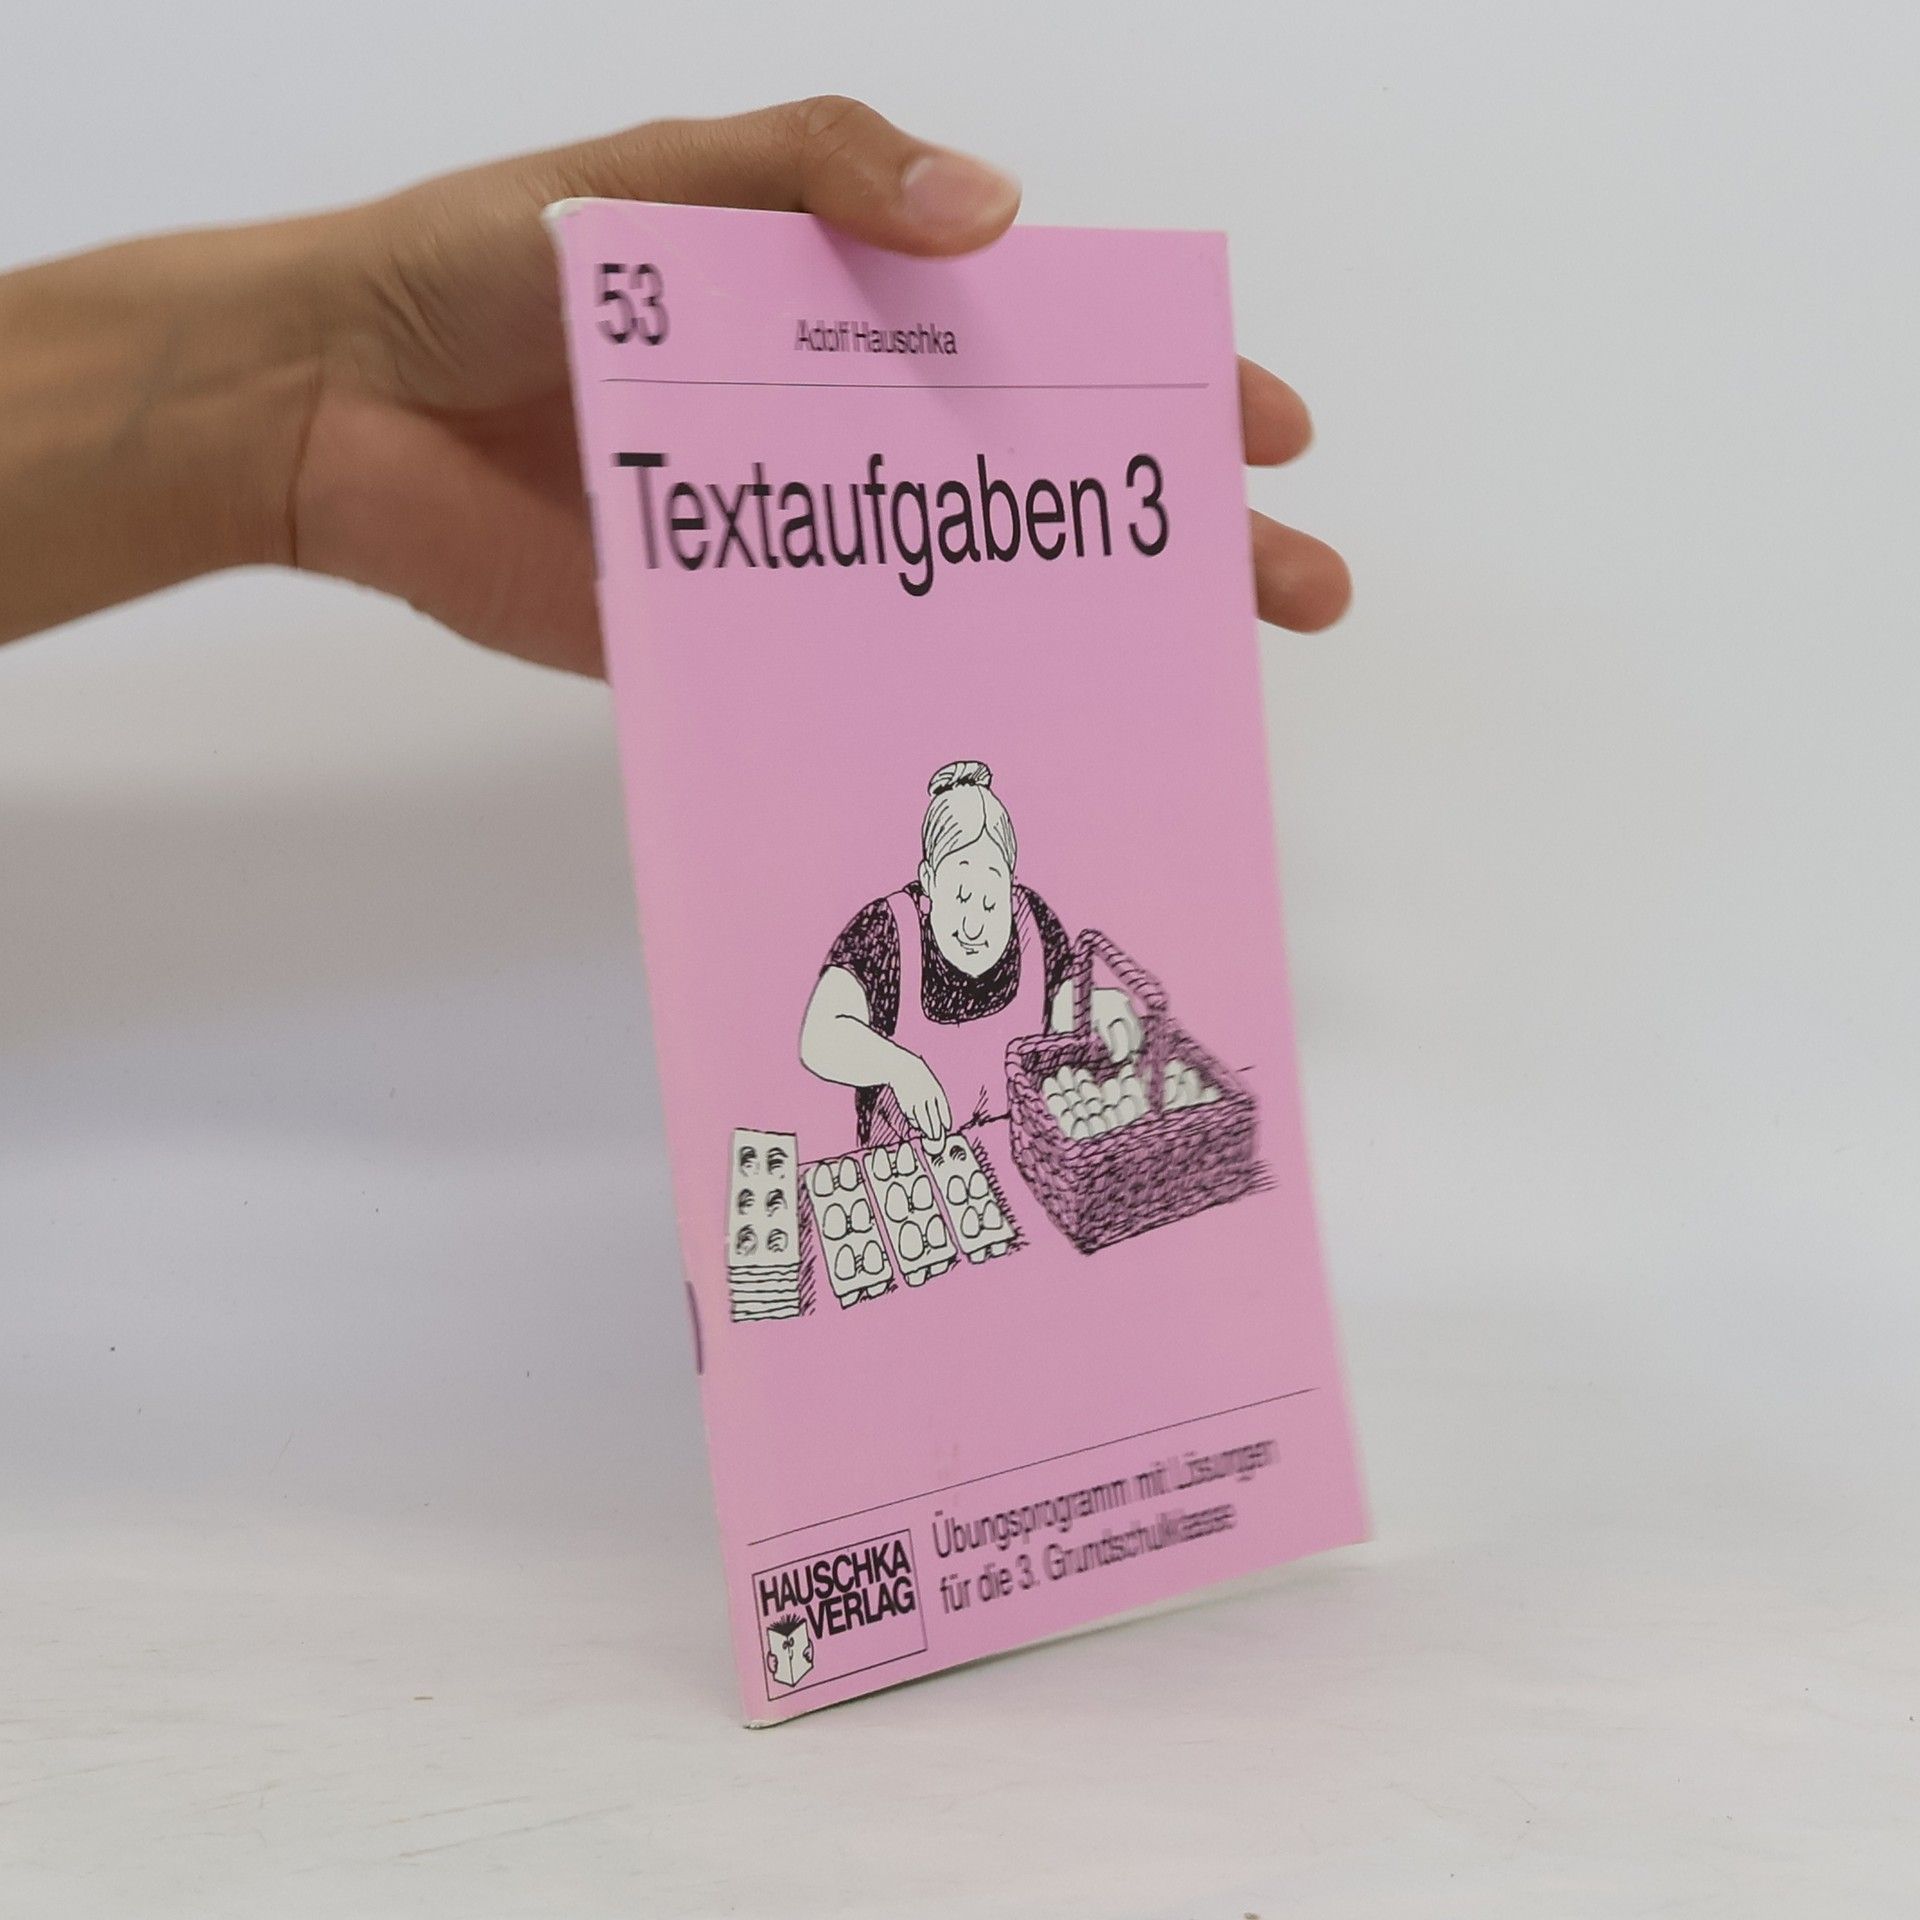 53
Adolf Hauschka
Textaufgaben 3
Übungsprogramm mit Lösungen
für die 3. Grundschulklasse
HAUSCHKA
VERLAG